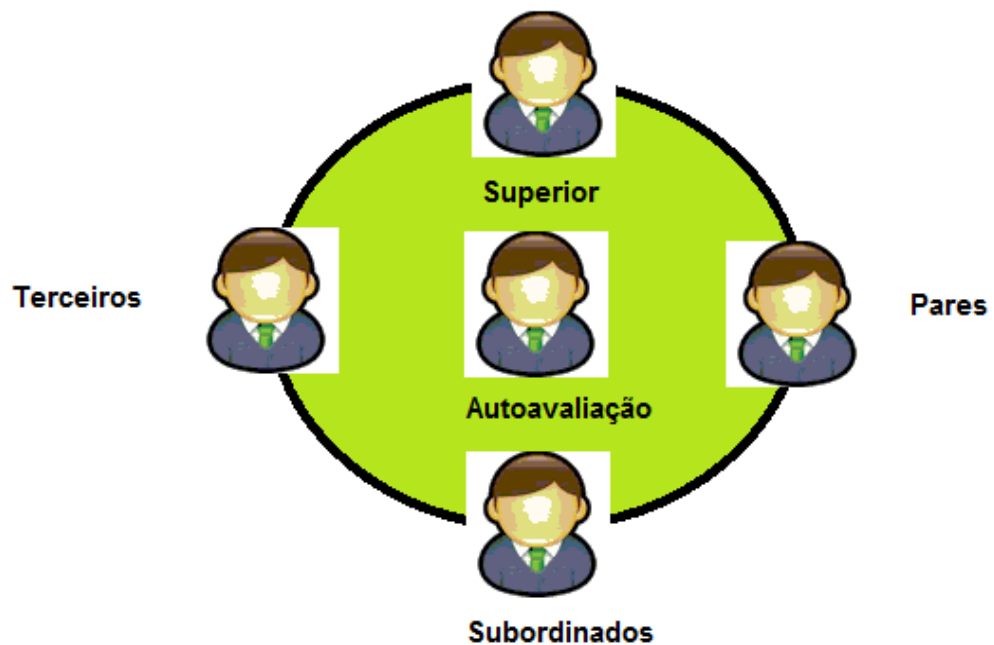 Superior
Terceiros
Pares
Autoavaliação
Subordinados